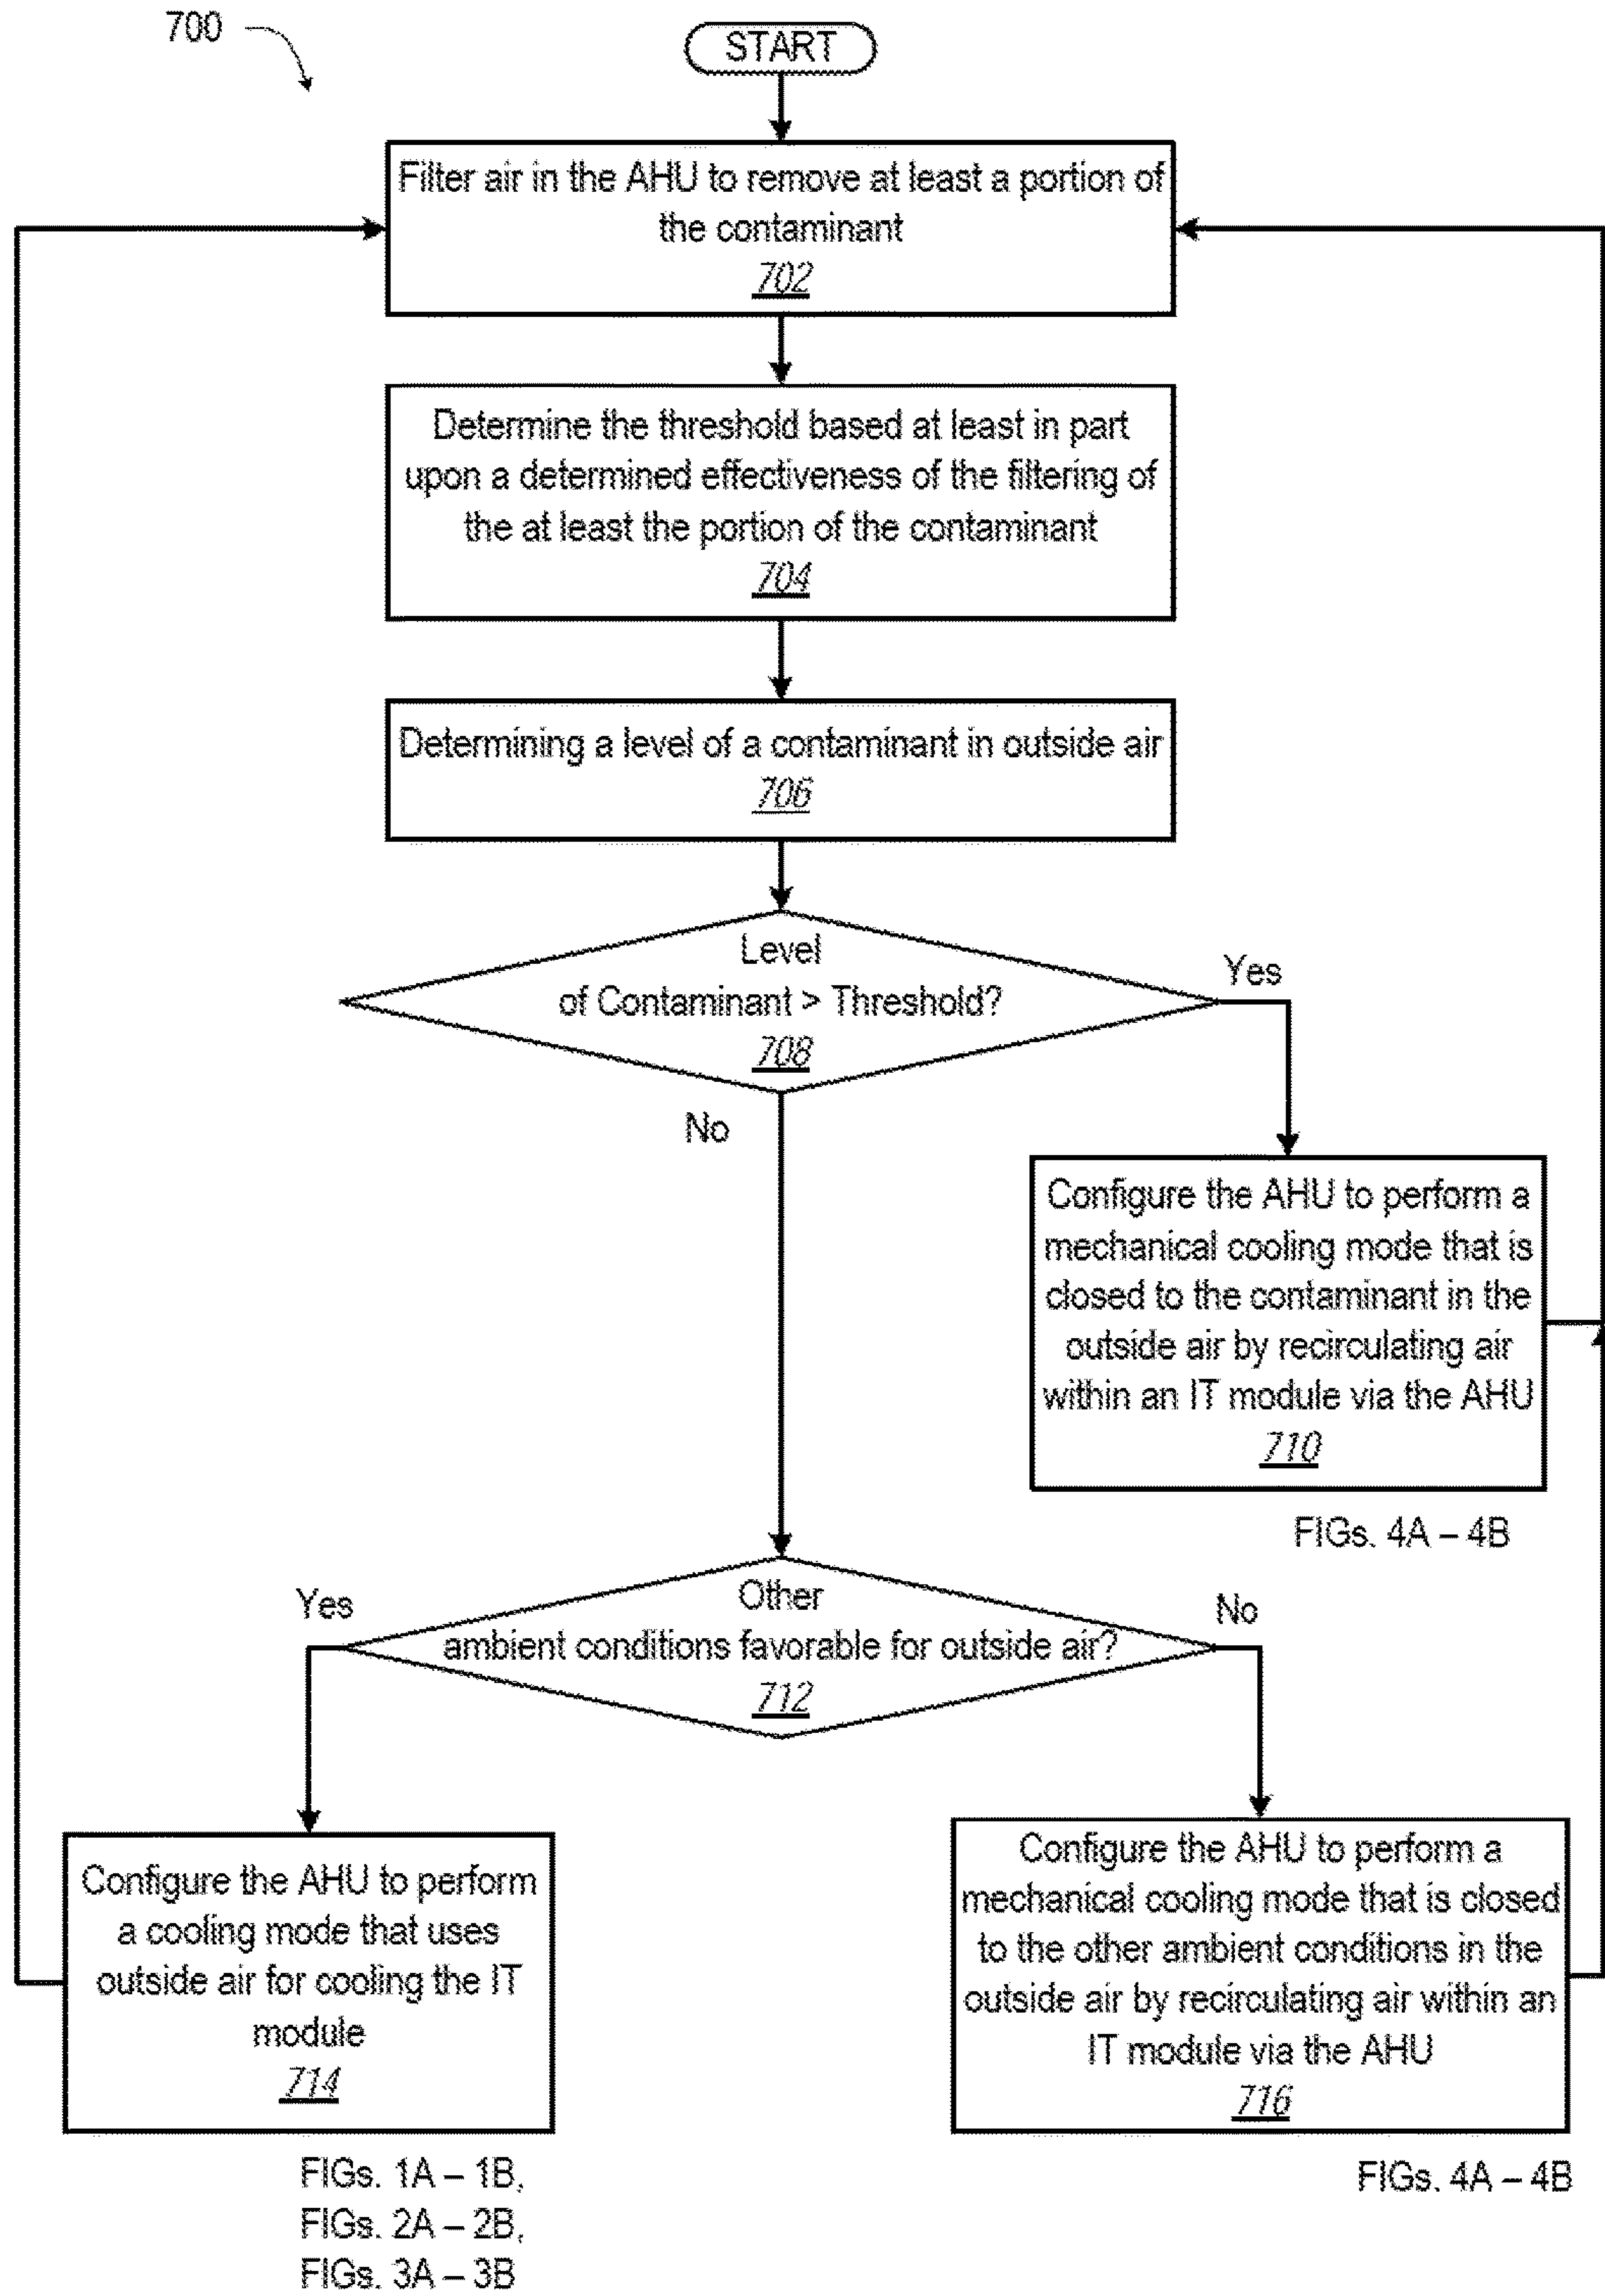 700
START
Filter air in the AHU to remove at least a portion of
the contaminant
702
Determine the threshold based at least in part
upon a determined effectiveness of the filtering of
the at least the portion of the contaminant
704
Determining a level of a contaminant in outside air
706
Level
of Contaminant > Threshold?
708
Yes
No
Configure the AHU to perform a
mechanical cooling mode that is
closed to the contaminant in the
outside air by recirculating air
within an IT module via the AHU
710
FIGs. 4A – 4B
Other
ambient conditions favorable for outside air?
712
Yes
No
Configure the AHU to perform
a cooling mode that uses
outside air for cooling the IT
module
714
FIGs. 1A – 1B,
FIGs. 2A – 2B,
FIGs. 3A – 3B
Configure the AHU to perform a
mechanical cooling mode that is closed
to the other ambient conditions in the
outside air by recirculating air within an
IT module via the AHU
716
FIGs. 4A – 4B